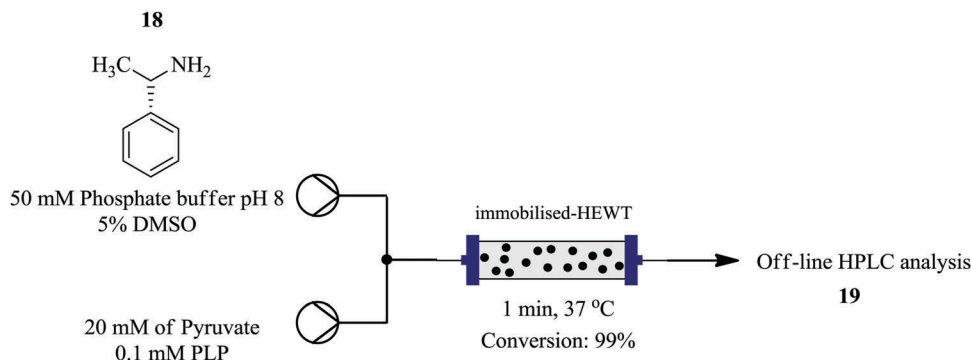 18
H₃C NH₂
50 mM Phosphate buffer pH 8
5% DMSO
immobilised-HEWT
Off-line HPLC analysis
19
1 min, 37 °C
Conversion: 99%
20 mM of Pyruvate
0.1 mM PLP